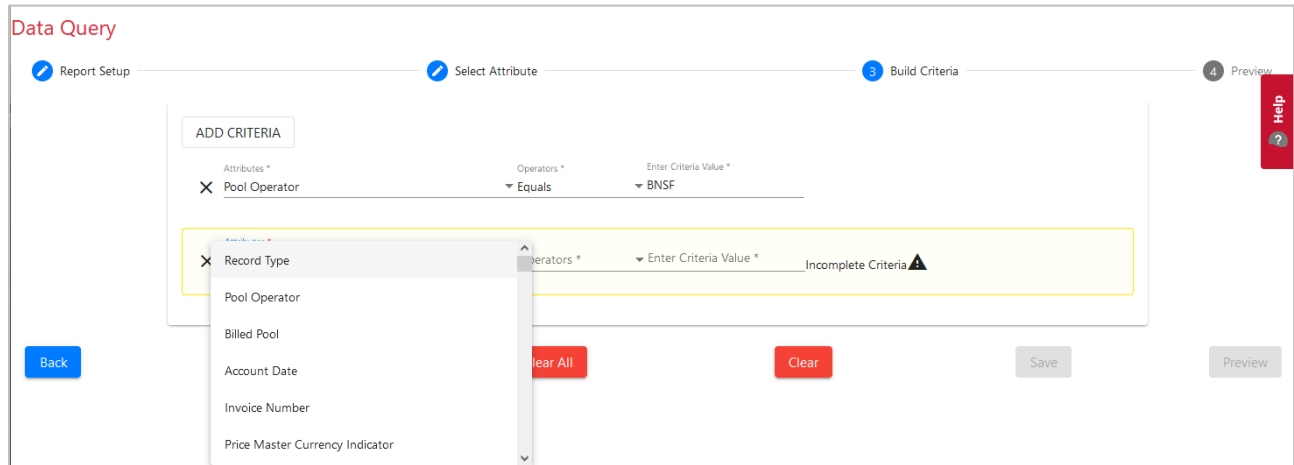 Data Query
Report Setup
Select Attribute
3 Build Criteria
4 Preview
Help
?
ADD CRITERIA
Attributes * Operators * Enter Criteria Value *
Pool Operator Equals BNSF
Attributes *
Record Type
perators * Enter Criteria Value * Incomplete Criteria
Pool Operator
Billed Pool
Back lear All Clear Save Preview
Account Date
Invoice Number
Price Master Currency Indicator